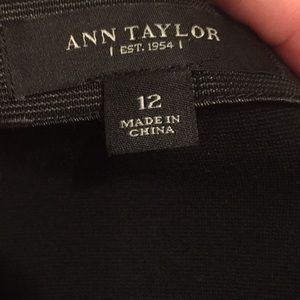 ANN TAYLOR
| EST. 1954 |
12
MADE IN
CHINA